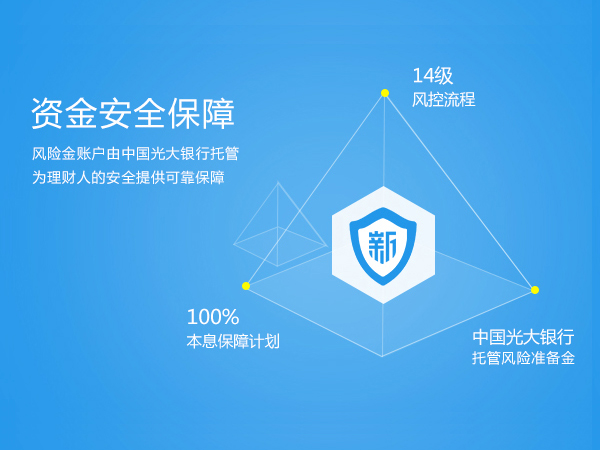 资金安全保障
风险金账户由中国光大银行托管
为理财人的安全提供可靠保障
14级
风控流程
新
100%
本息保障计划
中国光大银行
托管风险准备金